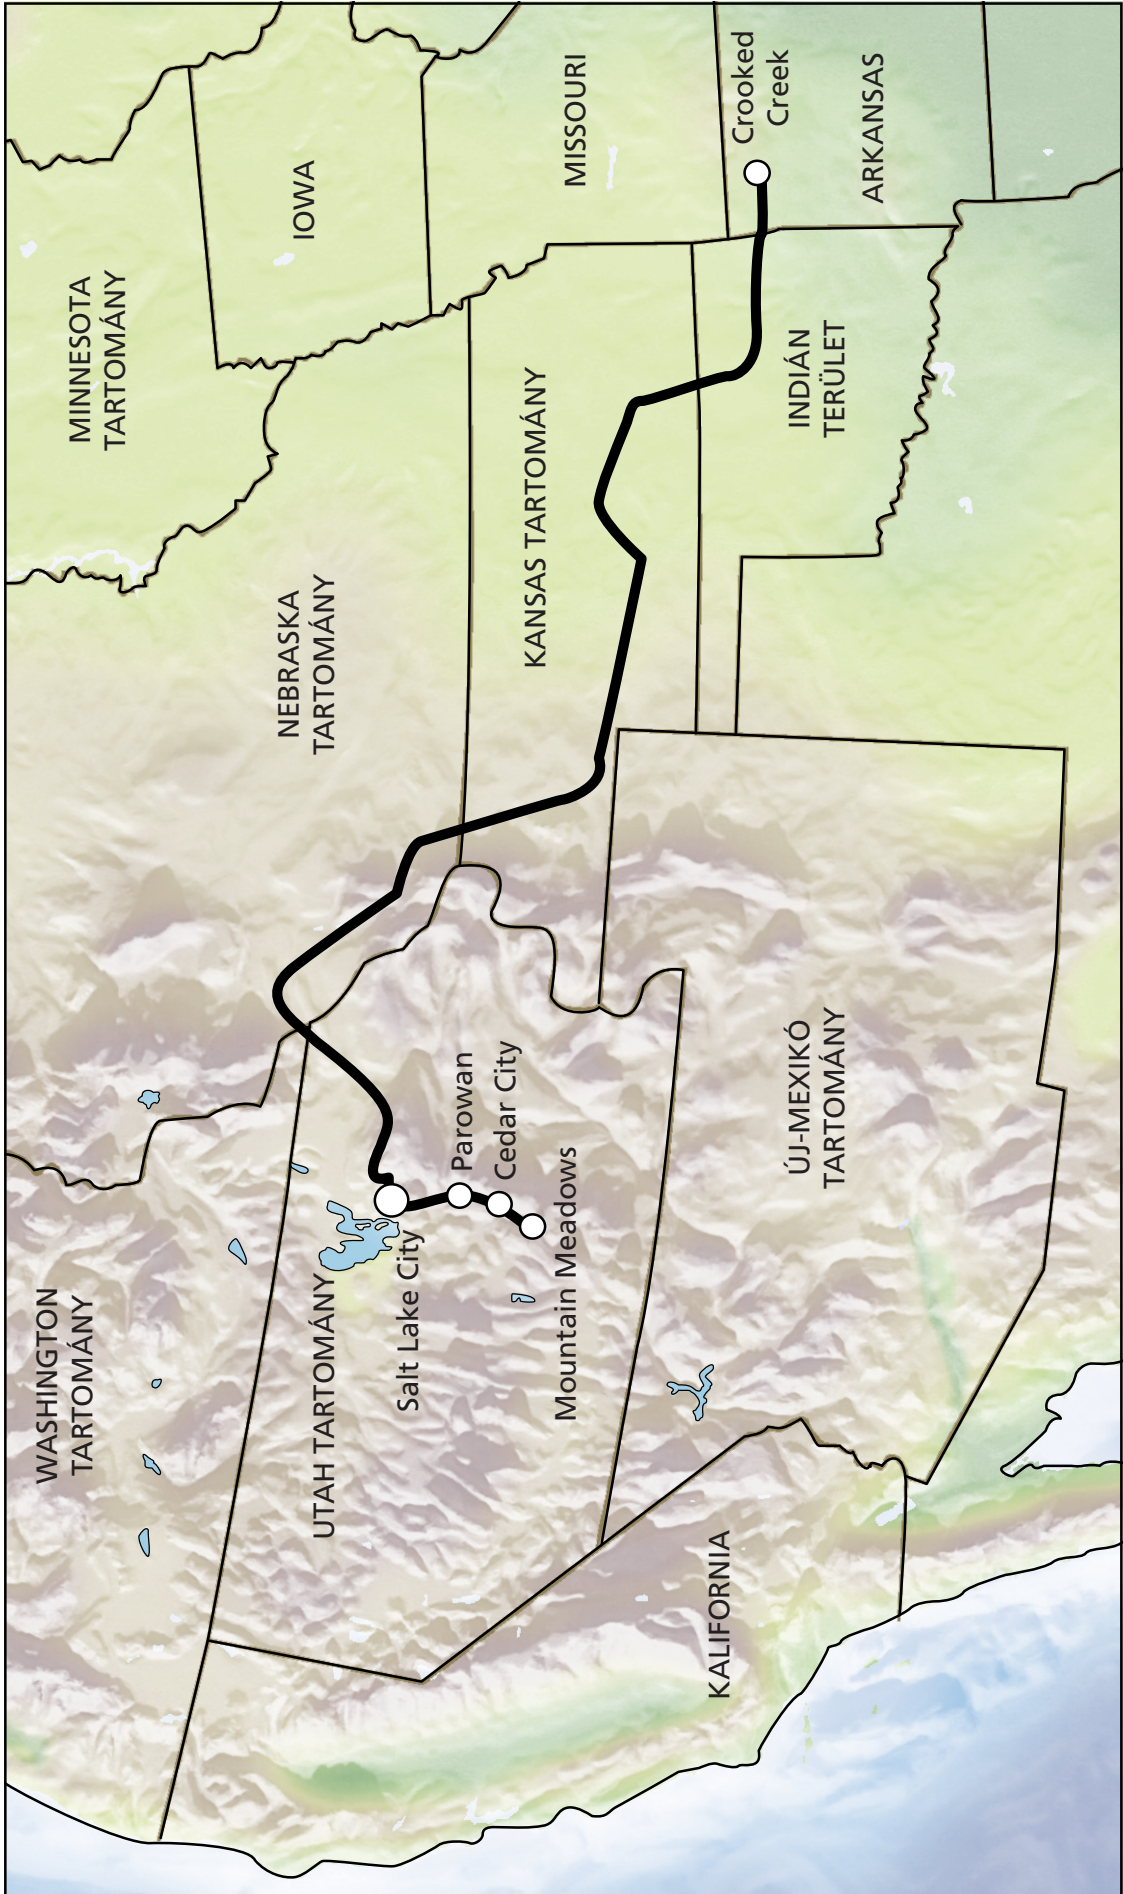 WASHINGTON
TARTOMÁNY
MINNESOTA
TARTOMÁNY
NEBRASKA
TARTOMÁNY
IOWA
UTAH TARTOMÁNY
Salt Lake City
Parowan
Cedar City
Mountain Meadows
KANSAS TARTOMÁNY
MISSOURI
KALIFORNIA
ÚJ-MEXIKÓ
TARTOMÁNY
INDIÁN
TERÜLET
Crooked
Creek
ARKANSAS